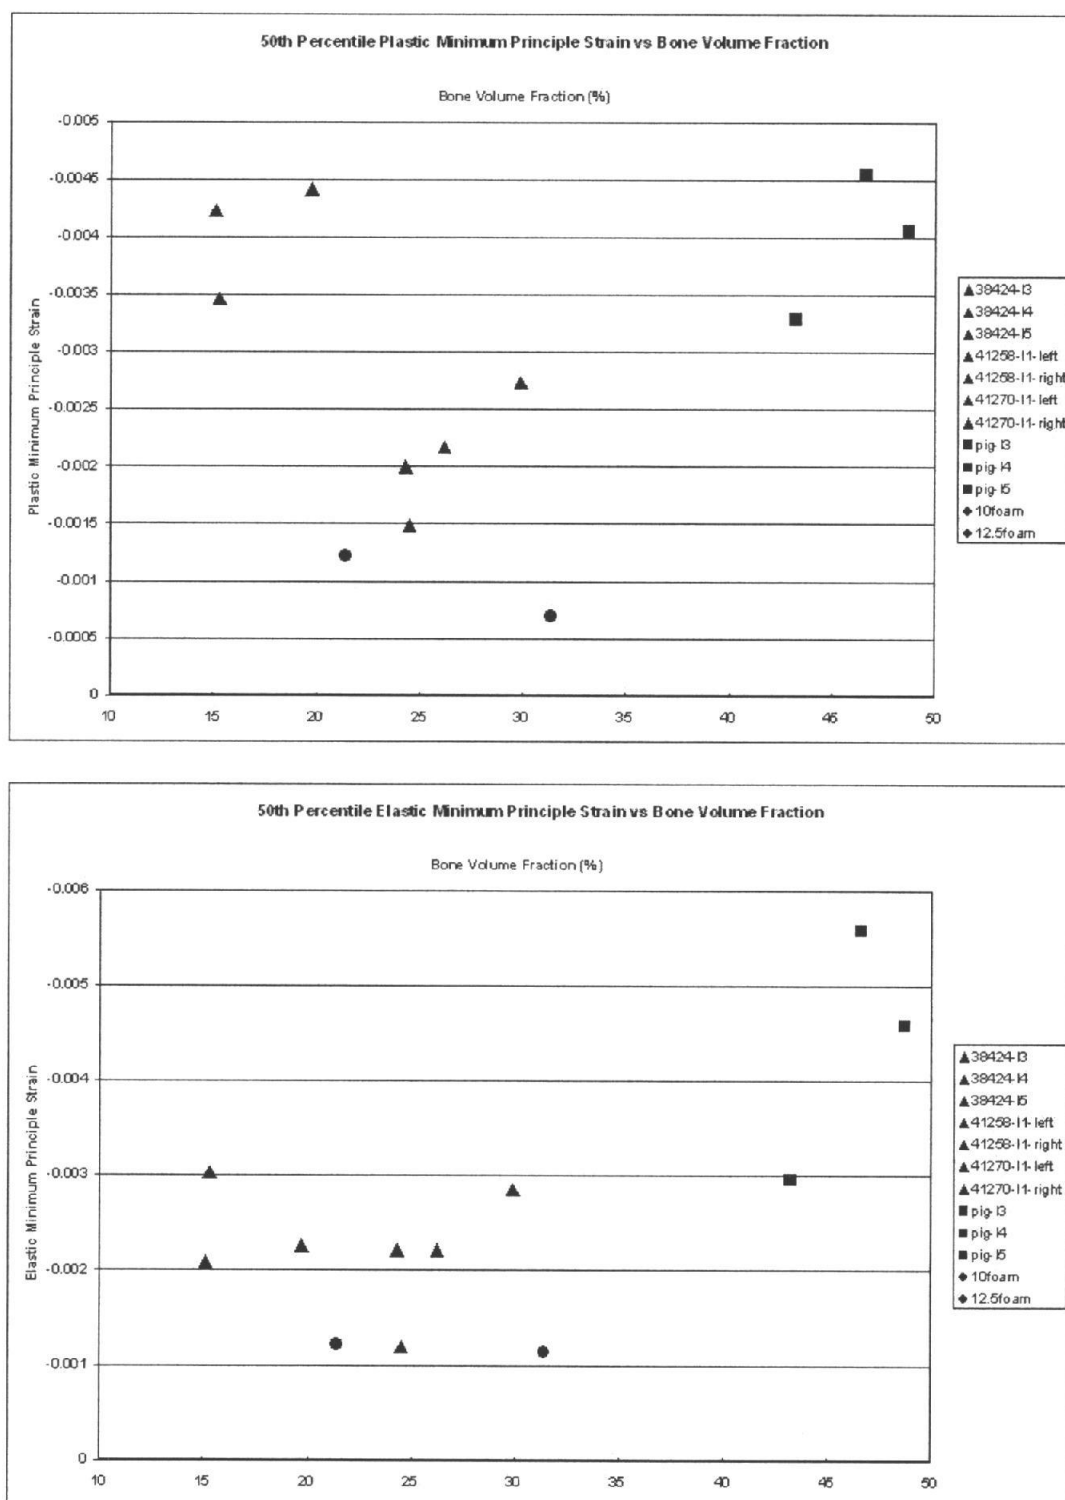 50th Percentile Plastic Minimum Principle Strain vs Bone Volume Fraction
Bone Volume Fraction (%)
-0.005
-0.0045
-0.004
-0.0035
-0.003
-0.0025
-0.002
-0.0015
-0.001
-0.0005
0
Plastic Minimum Principle Strain
10 15 20 25 30 35 40 45 50
38424-l3
38424-l4
38424-l5
41258-l1-left
41258-l1-right
41270-l1-left
41270-l1-right
pig-l3
pig-l4
pig-l5
10foam
12.5foam
50th Percentile Elastic Minimum Principle Strain vs Bone Volume Fraction
Bone Volume Fraction (%)
-0.006
-0.005
-0.004
-0.003
-0.002
-0.001
0
Elastic Minimum Principle Strain
10 15 20 25 30 35 40 45 50
38424-l3
38424-l4
38424-l5
41258-l1-left
41258-l1-right
41270-l1-left
41270-l1-right
pig-l3
pig-l4
pig-l5
10foam
12.5foam